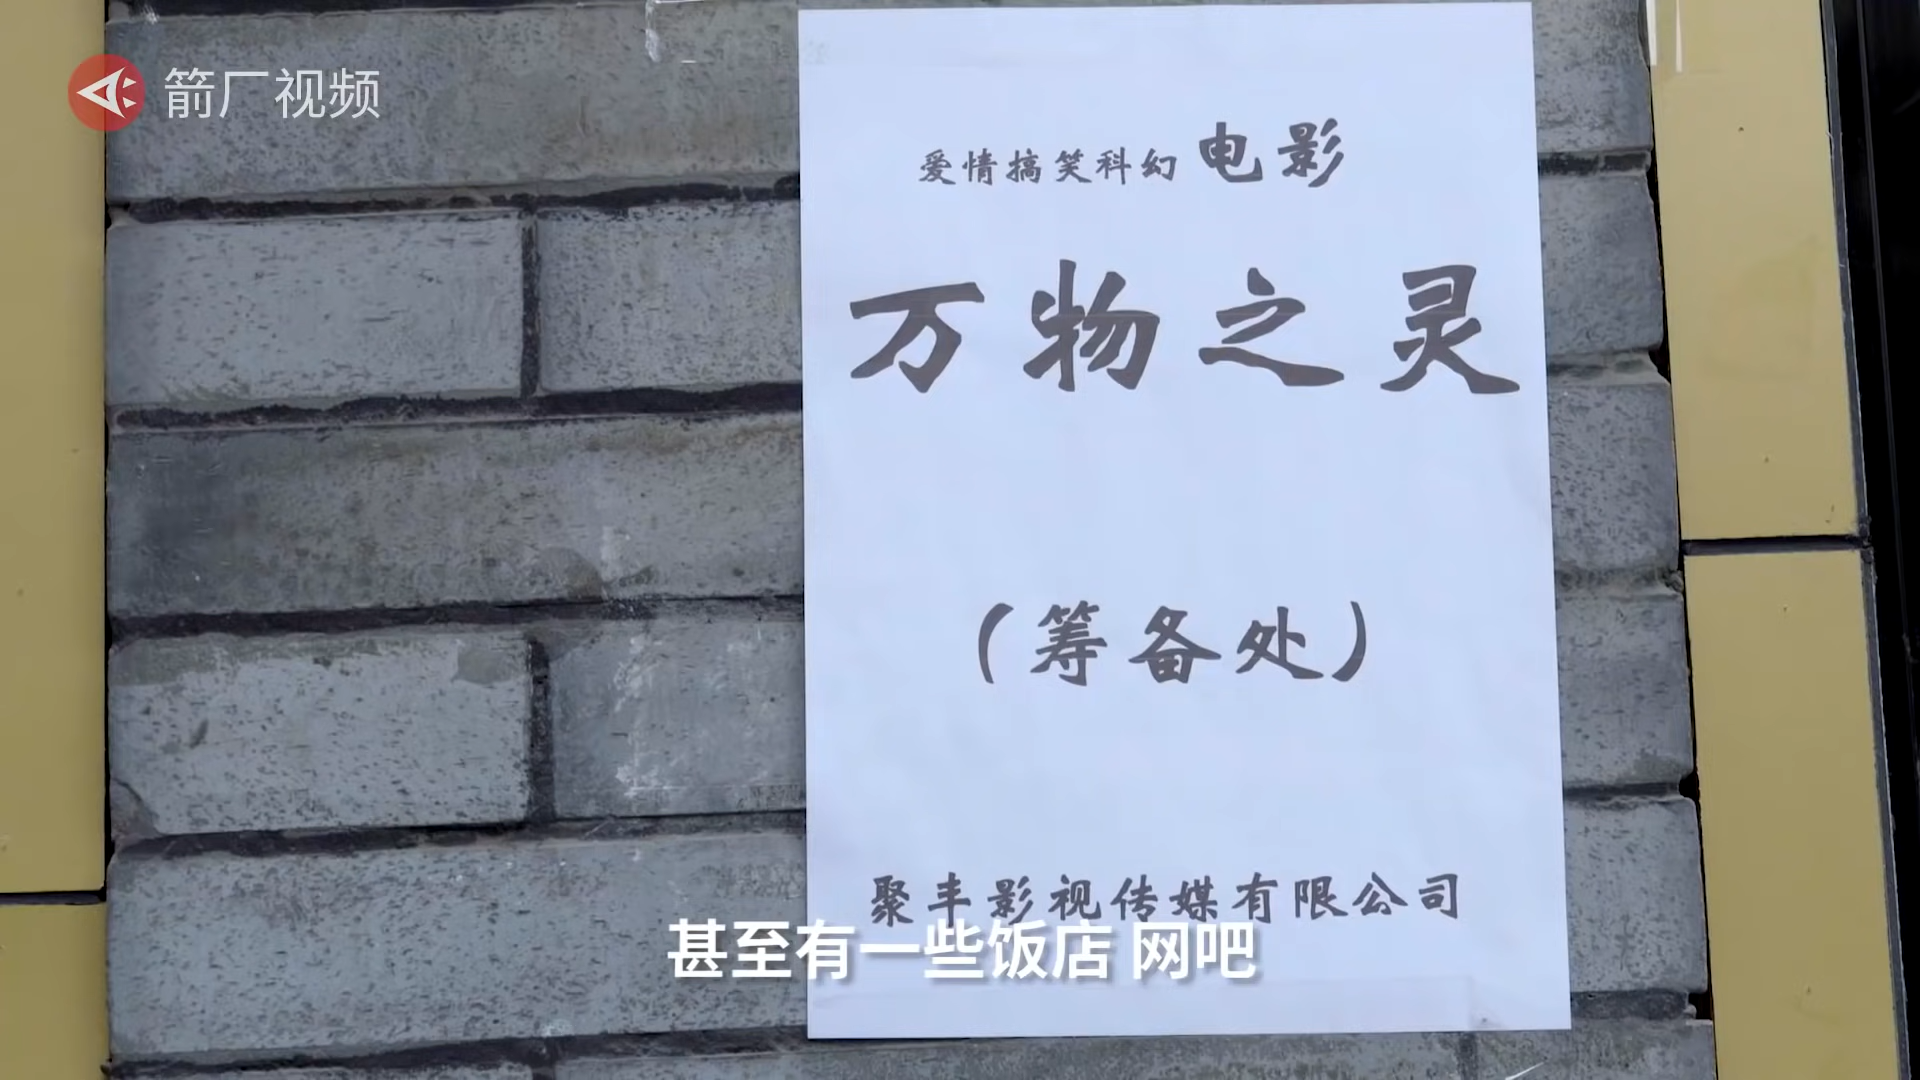 箭厂视频
爱情搞笑科幻电影
万物之灵
（筹备处）
聚丰影视传媒有限公司
甚至有一些饭店 网吧